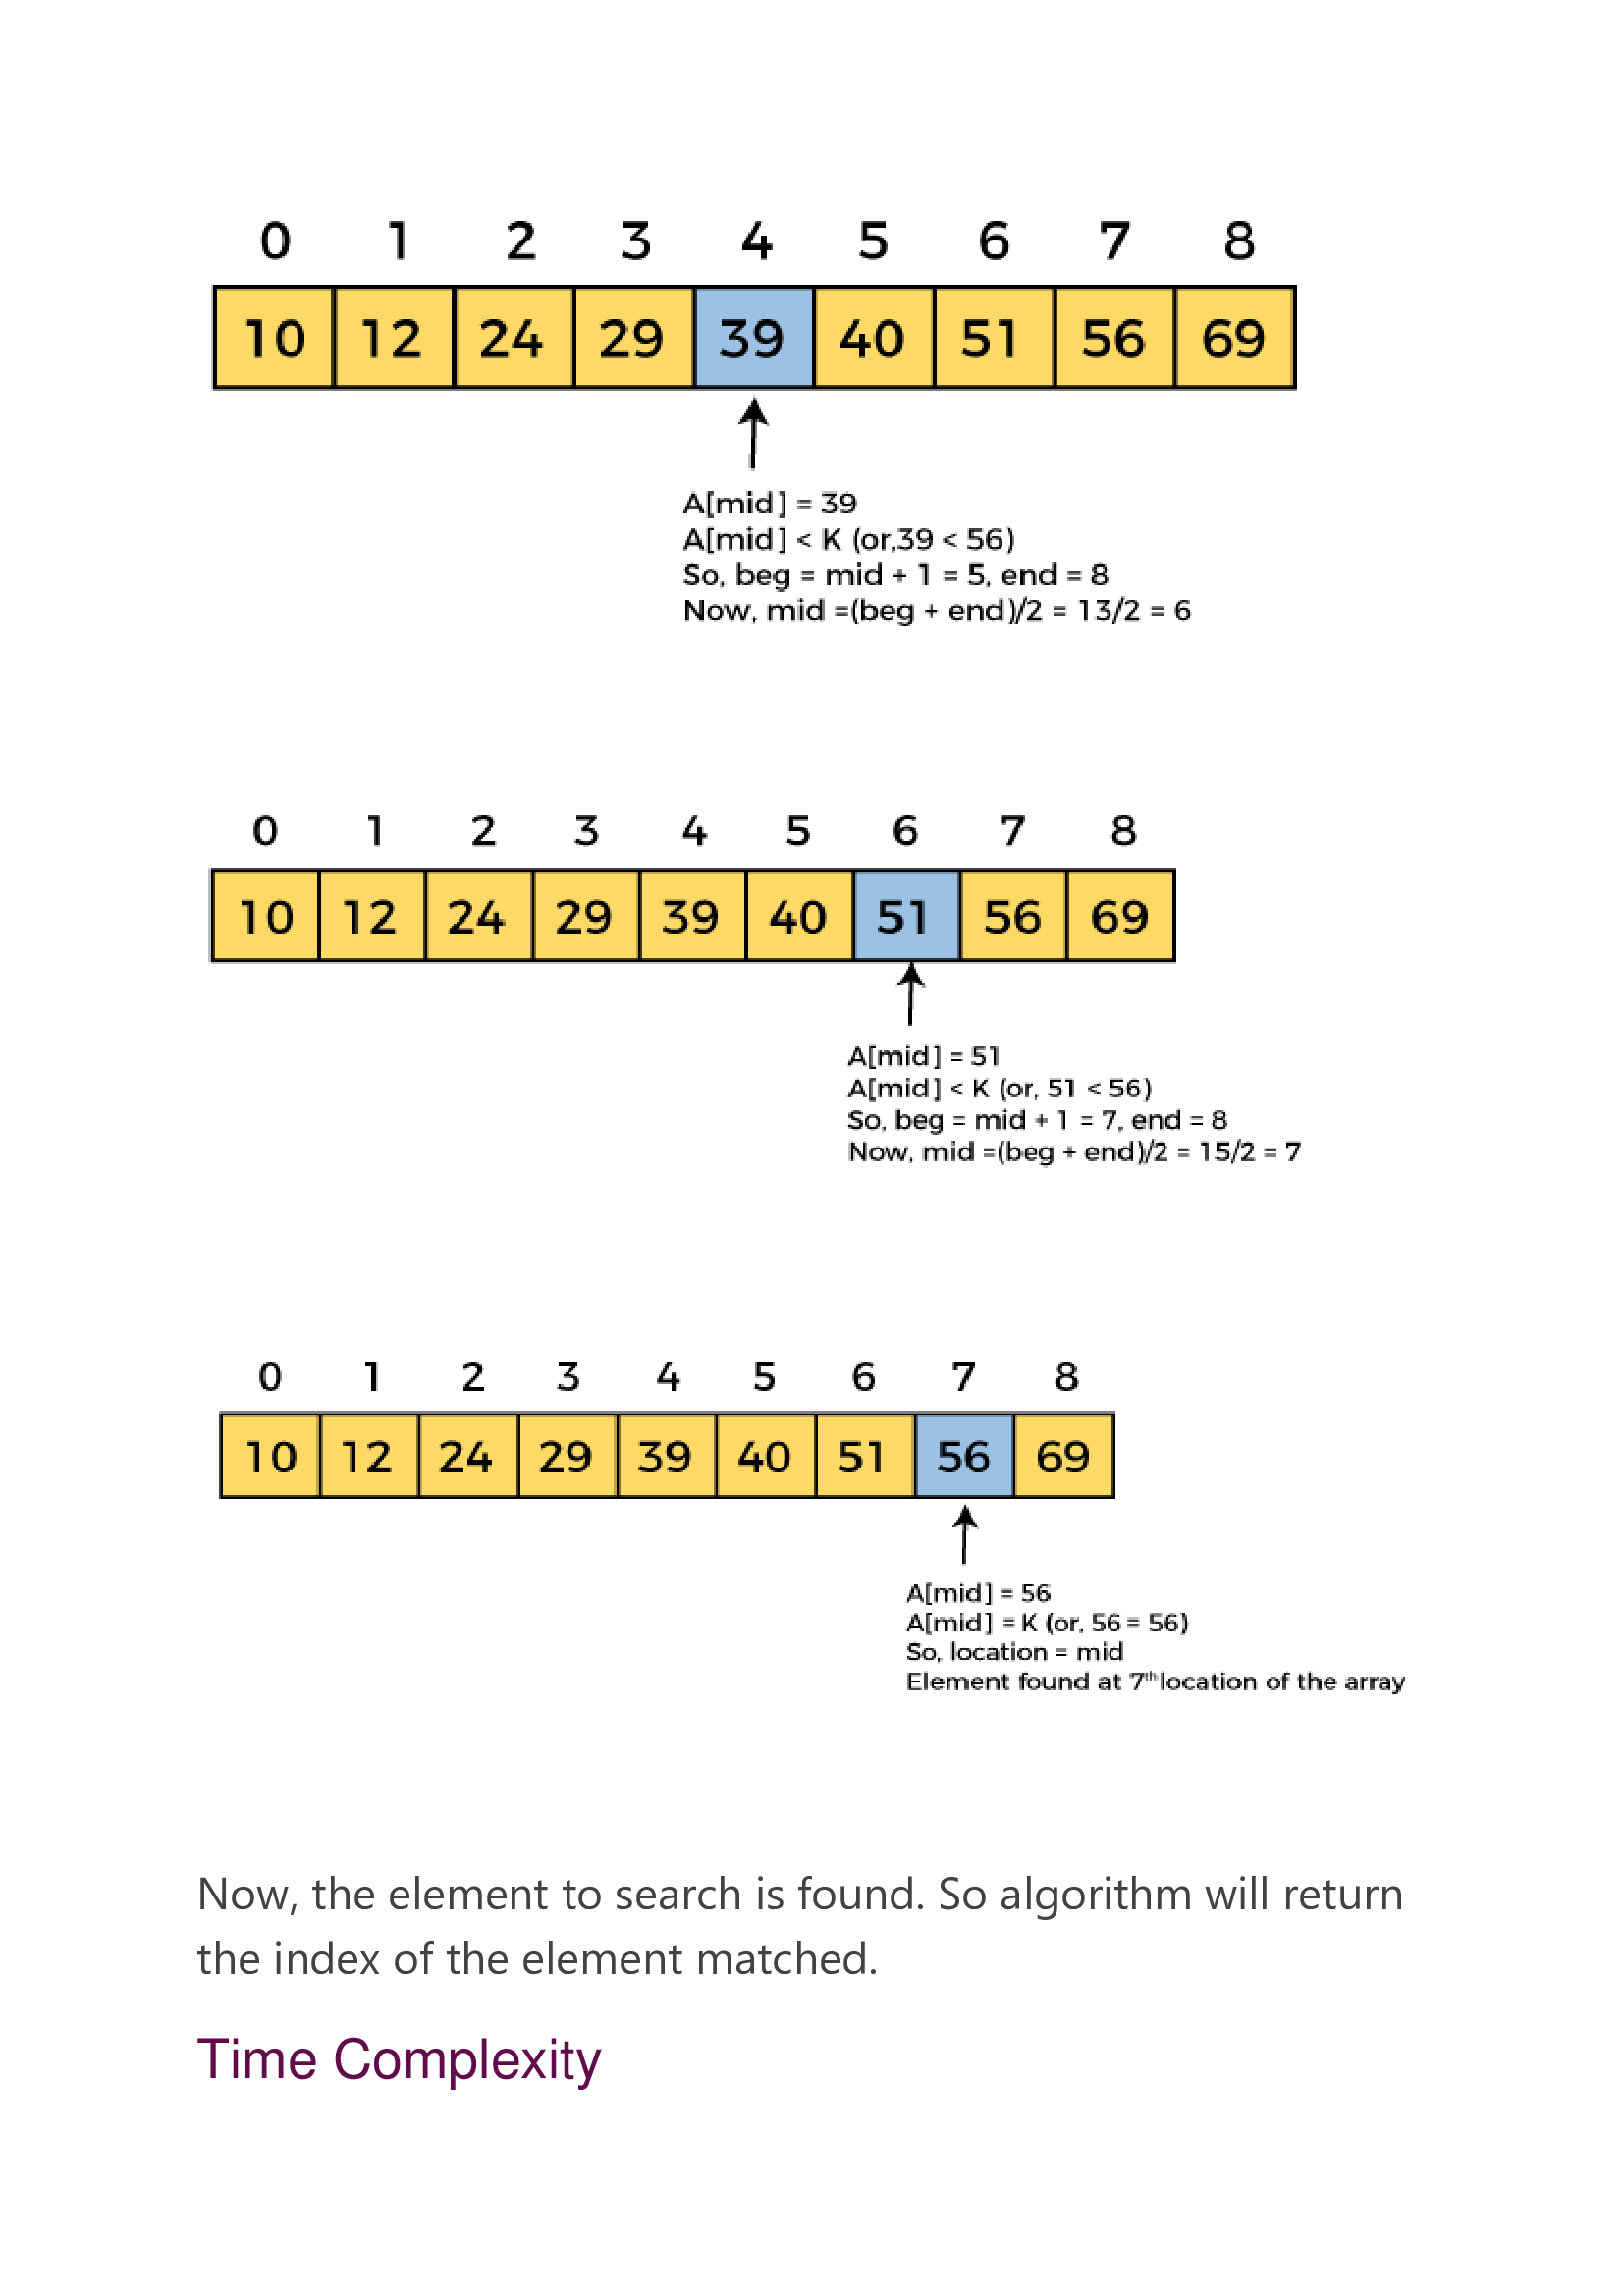 0 1 2 3 4 5 6 7 8
10 12 24 29 39 40 51 56 69
A[mid] = 39
A[mid] < K (or,39 < 56)
So, beg = mid + 1 = 5, end = 8
Now, mid =(beg + end)/2 = 13/2 = 6
0 1 2 3 4 5 6 7 8
10 12 24 29 39 40 51 56 69
A[mid] = 51
A[mid] < K (or, 51 < 56)
So, beg = mid + 1 = 7, end = 8
Now, mid =(beg + end)/2 = 15/2 = 7
0 1 2 3 4 5 6 7 8
10 12 24 29 39 40 51 56 69
A[mid] = 56
A[mid] = K (or, 56 = 56)
So, location = mid
Element found at 7th location of the array
Now, the element to search is found. So algorithm will return
the index of the element matched.
Time Complexity